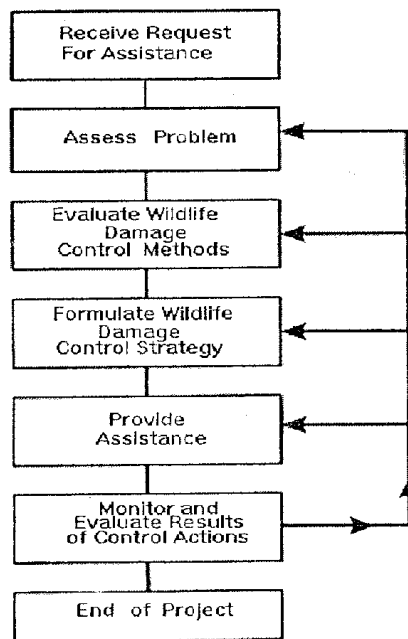 Receive Request
For Assistance
Assess Problem
Evaluate Wildlife
Damage
Control Methods
Formulate Wildlife
Damage
Control Strategy
Provide
Assistance
Monitor and
Evaluate Results
of Control Actions
End of Project